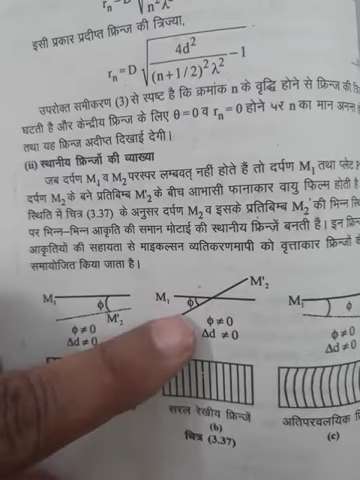 इसी प्रकार प्रदीप्त फ्रिन्ज की त्रिज्या,
r_n = D √( 4d² / (n+1/2)² λ² − 1 )
उपरोक्त समीकरण (3) से स्पष्ट है कि क्रमांक n के वृद्धि होने से फ्रिन्ज की
घटती है और केन्द्रीय फ्रिन्ज के लिए θ = 0 व r_n = 0 होने पर n का मान
तथा यह फ्रिन्ज अदीप्त दिखाई देगी।
(ii) स्थानीय फ्रिन्जों की व्याख्या
जब दर्पण M₁ व M₂ परस्पर लम्बवत् नहीं होते हैं तो दर्पण M₁ तथा प्लेट
दर्पण M₂ के बने प्रतिबिम्ब M'₂ के बीच आभासी फानाकार वायु फिल्म होती है
स्थिति में चित्र (3.37) के अनुसार दर्पण M₂ व इसके प्रतिबिम्ब M₂' की भिन्न
पर भिन्न-भिन्न आकृति की समान मोटाई की स्थानीय फ्रिन्जें बनती हैं। इन
आकृतियों की सहायता से माइकल्सन व्यतिकरणमापी को वृत्ताकार फ्रिन्जों
समायोजित किया जाता है।
M₁ ϕ M'₂
ϕ ≠ 0
Δd ≠ 0
M₁ ϕ M'₂
ϕ ≠ 0
Δd ≠ 0
M₁ ϕ
ϕ ≠ 0
Δd ≠ 0
सरल रेखीय फ्रिन्जें
(b)
चित्र (3.37)
अतिपरवलयिक
(c)